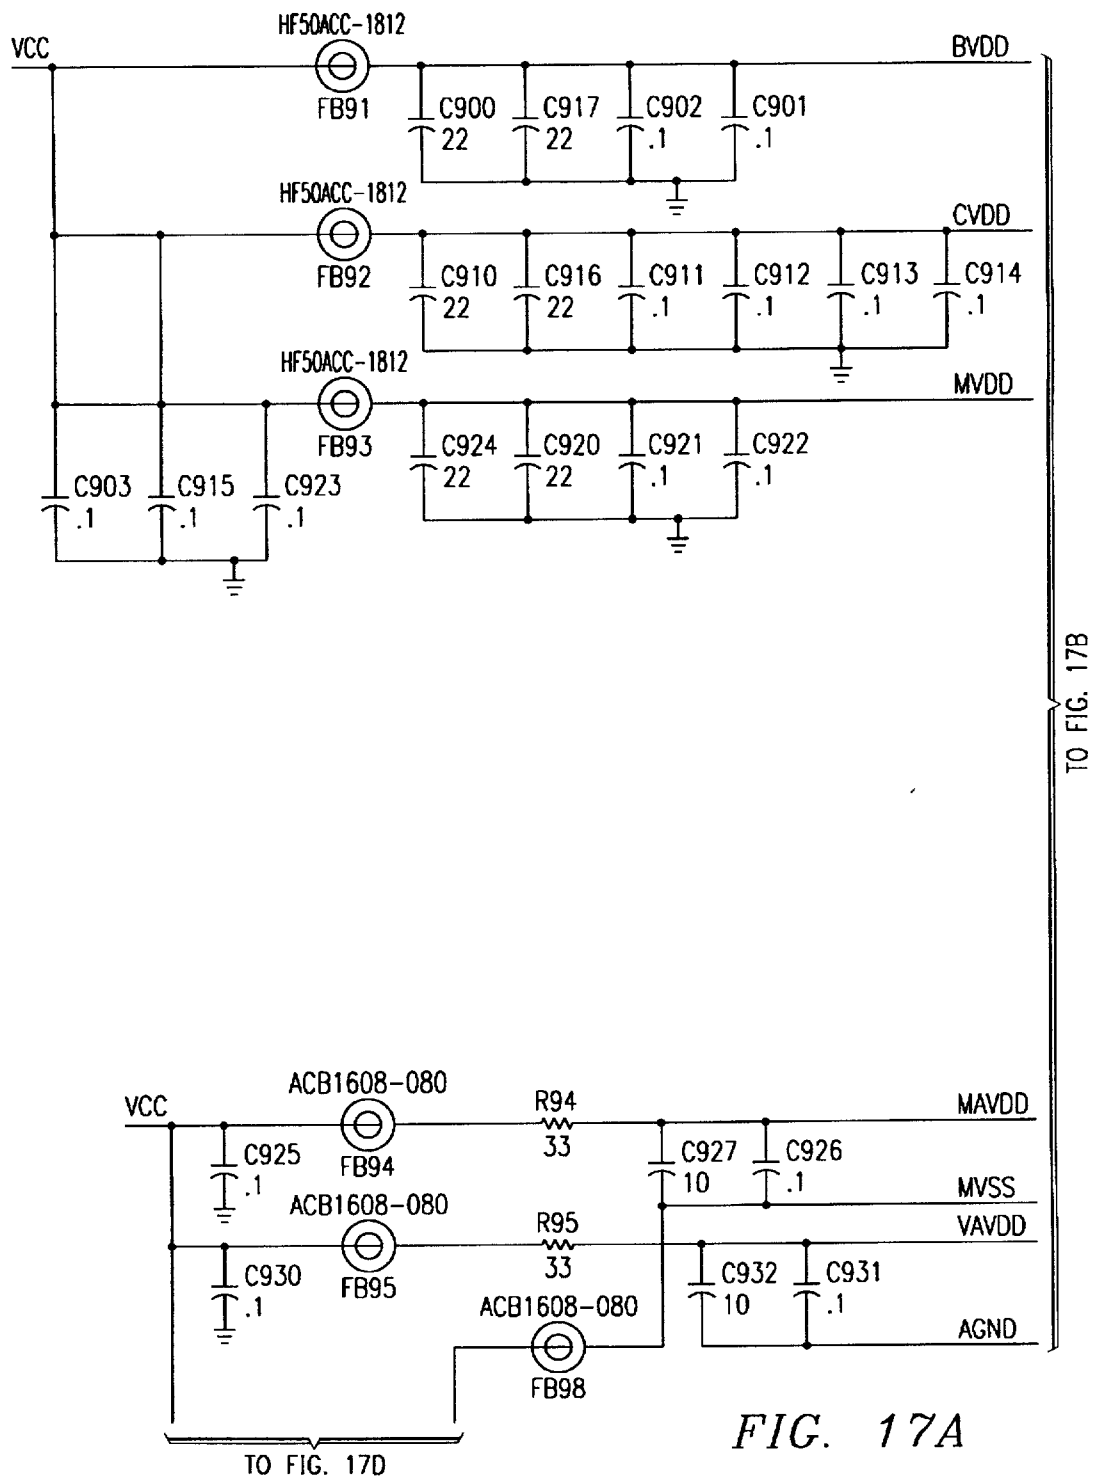 HF50ACC-1812
VCC
BVDD
FB91
C900
22
C917
22
C902
.1
C901
.1
HF50ACC-1812
CVDD
FB92
C910
22
C916
22
C911
.1
C912
.1
C913
.1
C914
.1
HF50ACC-1812
MVDD
FB93
C924
22
C920
22
C921
.1
C922
.1
C903
.1
C915
.1
C923
.1
TO FIG. 17B
ACB1608-080
VCC
R94
33
MAVDD
FB94
C925
.1
C927
10
C926
.1
MVSS
ACB1608-080
R95
33
VAVDD
FB95
C930
.1
C932
10
C931
.1
ACB1608-080
AGND
FB98
TO FIG. 17D
FIG. 17A